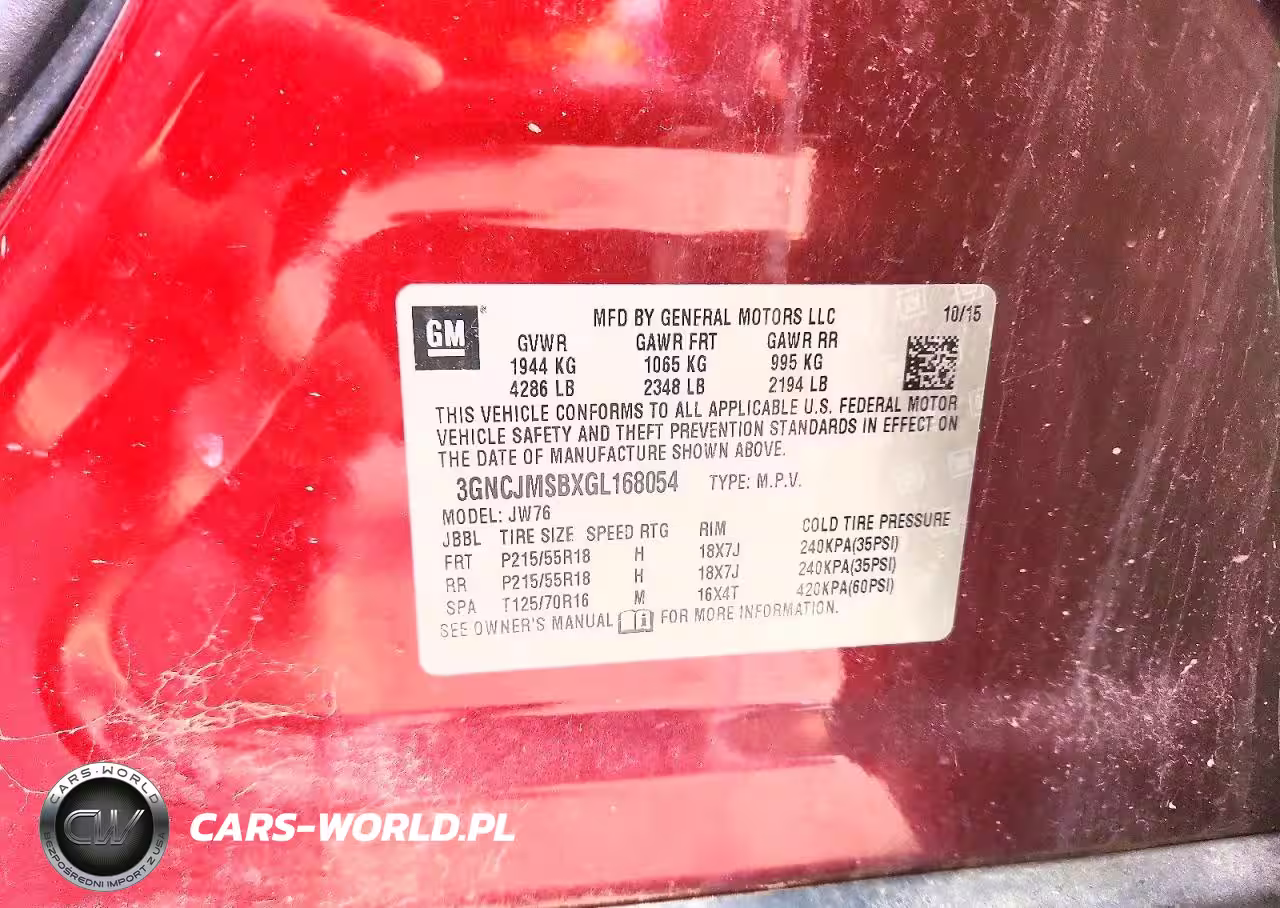 GM
MFD BY GENERAL MOTORS LLC 10/15
GVWR GAWR FRT GAWR RR
1944 KG 1065 KG 995 KG
4286 LB 2348 LB 2194 LB
THIS VEHICLE CONFORMS TO ALL APPLICABLE U.S. FEDERAL MOTOR
VEHICLE SAFETY AND THEFT PREVENTION STANDARDS IN EFFECT ON
THE DATE OF MANUFACTURE SHOWN ABOVE.
3GNCJMSBXGL168054 TYPE: M.P.V.
MODEL: JW76
JBBL TIRE SIZE SPEED RTG RIM COLD TIRE PRESSURE
FRT P215/55R18 H 18X7J 240KPA(35PSI)
RR P215/55R18 H 18X7J 240KPA(35PSI)
SPA T125/70R16 M 16X4T 420KPA(60PSI)
SEE OWNER'S MANUAL i FOR MORE INFORMATION.
CARS-WORLD
CW
BEZPOŚREDNI IMPORT Z USA
CARS-WORLD.PL